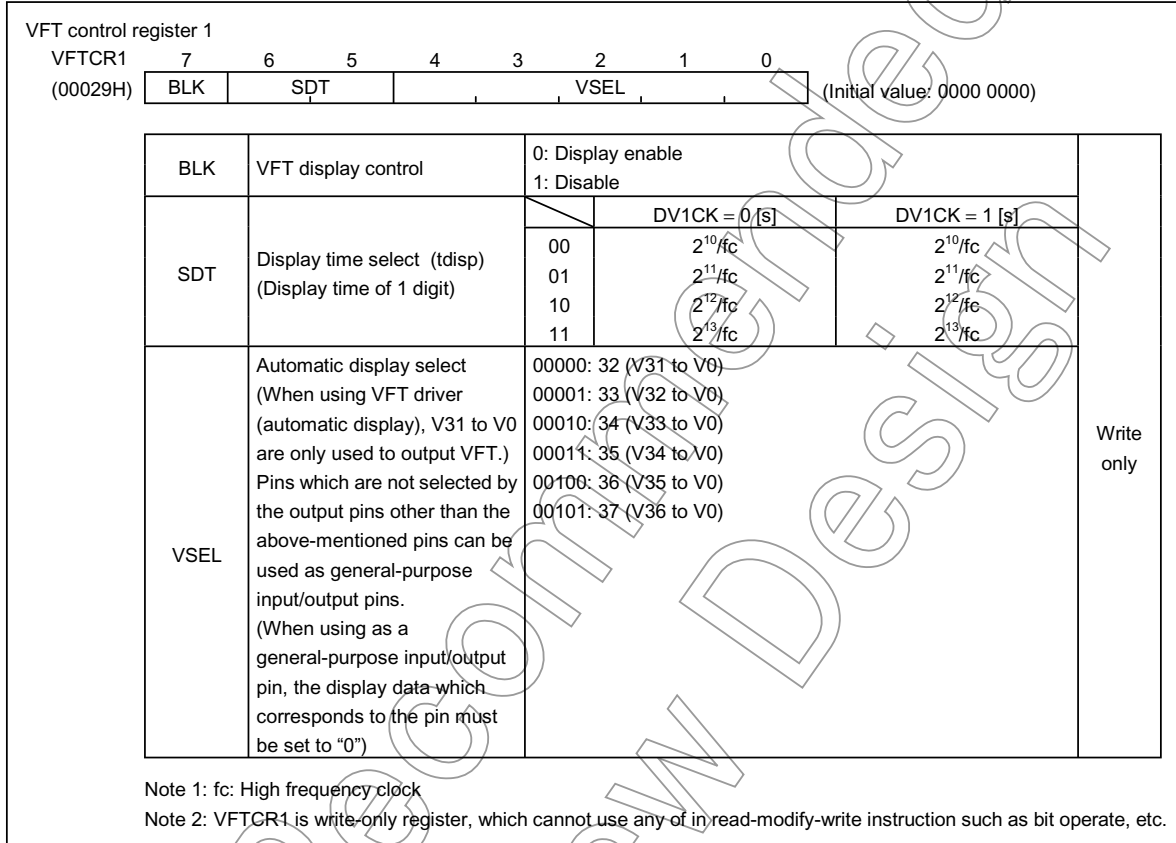 VFT control register 1
VFTCR1 7 6 5 4 3 2 1 0
(00029H) BLK SDT VSEL (Initial value: 0000 0000)
BLK VFT display control 0: Display enable
1: Disable
DV1CK = 0 [s] DV1CK = 1 [s]
SDT Display time select (tdisp)
(Display time of 1 digit)
00 2^10/fc 2^10/fc
01 2^11/fc 2^11/fc
10 2^12/fc 2^12/fc
11 2^13/fc 2^13/fc
VSEL
Automatic display select
(When using VFT driver
(automatic display), V31 to V0
are only used to output VFT.)
Pins which are not selected by
the output pins other than the
above-mentioned pins can be
used as general-purpose
input/output pins.
(When using as a
general-purpose input/output
pin, the display data which
corresponds to the pin must
be set to “0”)
00000: 32 (V31 to V0)
00001: 33 (V32 to V0)
00010: 34 (V33 to V0)
00011: 35 (V34 to V0)
00100: 36 (V35 to V0)
00101: 37 (V36 to V0)
Write
only
Note 1: fc: High frequency clock
Note 2: VFTCR1 is write-only register, which cannot use any of in read-modify-write instruction such as bit operate, etc.